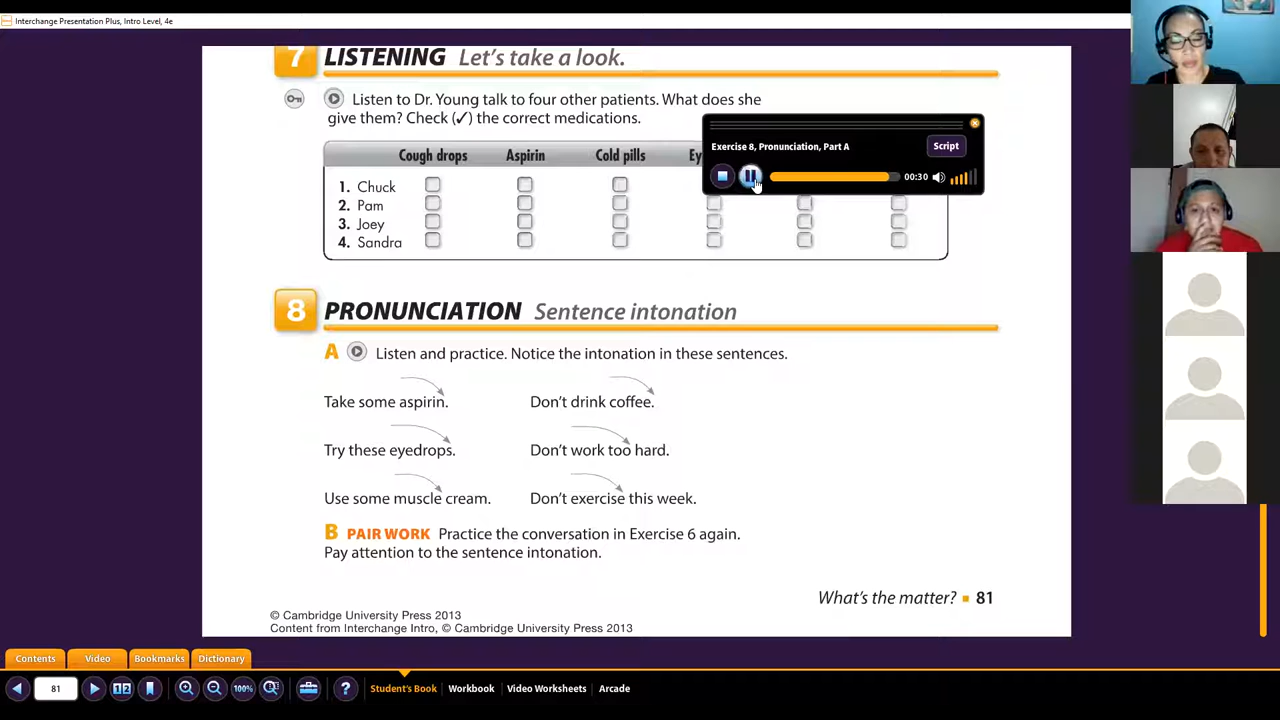 Interchange Presentation Plus, Intro Level, 4e
7 LISTENING Let's take a look.
Listen to Dr. Young talk to four other patients. What does she
give them? Check (✓) the correct medications.
Exercise 8, Pronunciation, Part A
Script
00:30
Cough drops Aspirin Cold pills
1. Chuck
2. Pam
3. Joey
4. Sandra
8 PRONUNCIATION Sentence intonation
A Listen and practice. Notice the intonation in these sentences.
Take some aspirin. Don't drink coffee.
Try these eyedrops. Don't work too hard.
Use some muscle cream. Don't exercise this week.
B PAIR WORK Practice the conversation in Exercise 6 again.
Pay attention to the sentence intonation.
What's the matter? ▪ 81
© Cambridge University Press 2013
Content from Interchange Intro, © Cambridge University Press 2013
Contents Video Bookmarks Dictionary
81 1 2 100% ? Student's Book Workbook Video Worksheets Arcade